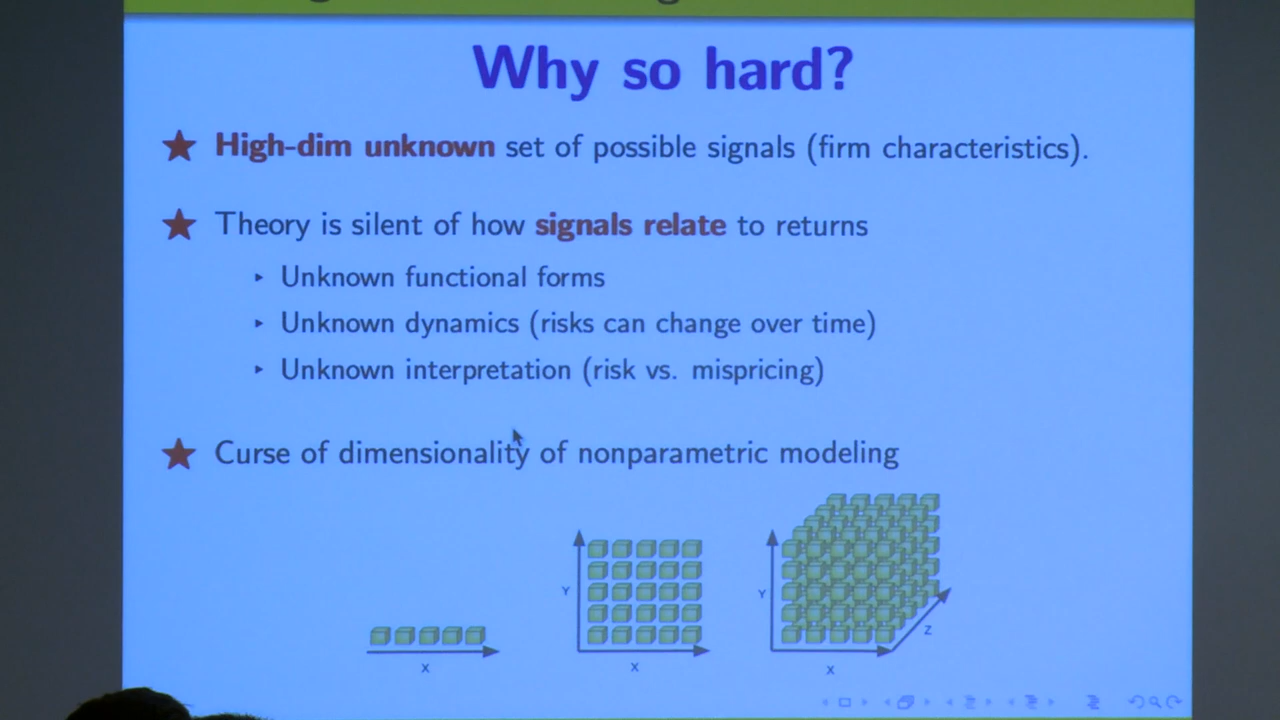 Why so hard?
High-dim unknown set of possible signals (firm characteristics).
Theory is silent of how signals relate to returns
Unknown functional forms
Unknown dynamics (risks can change over time)
Unknown interpretation (risk vs. mispricing)
Curse of dimensionality of nonparametric modeling
X
Y
X
Y
X
Z